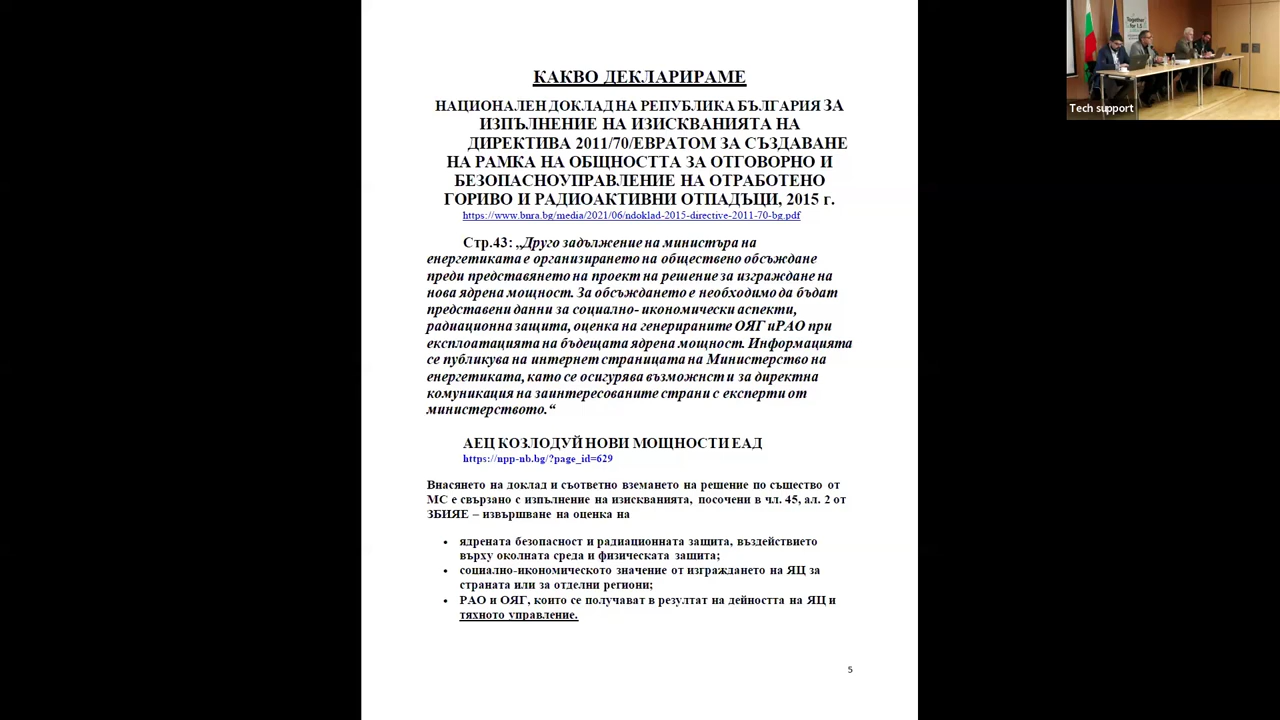 КАКВО ДЕКЛАРИРАМЕ
НАЦИОНАЛЕН ДОКЛАД НА РЕПУБЛИКА БЪЛГАРИЯ ЗА
ИЗПЪЛНЕНИЕ НА ИЗИСКВАНИЯТА НА
ДИРЕКТИВА 2011/70/ЕВРАТОМ ЗА СЪЗДАВАНЕ
НА РАМКА НА ОБЩНОСТТА ЗА ОТГОВОРНО И
БЕЗОПАСНОУПРАВЛЕНИЕ НА ОТРАБОТЕНО
ГОРИВО И РАДИОАКТИВНИ ОТПАДЪЦИ, 2015 г.
https://www.bnra.bg/media/2021/06/ndoklad-2015-directive-2011-70-bg.pdf
Стр.43: „Друго задължение на министъра на
енергетиката е организирането на обществено обсъждане
преди представянето на проект на решение за изграждане на
нова ядрена мощност. За обсъждането е необходимо да бъдат
представени данни за социално-икономически аспекти,
радиационна защита, оценка на генерираните ОЯГ иРАО при
експлоатацията на бъдещата ядрена мощност. Информацията
се публикува на интернет страницата на Министерство на
енергетиката, като се осигурява възможнсти за директна
комуникация на заинтересованите страни с експерти от
министерството.“
АЕЦ КОЗЛОДУЙ НОВИ МОЩНОСТИ ЕАД
https://npp-nb.bg/?page_id=629
Внасянето на доклад и съответно вземането на решение по същество от
МС е свързано с изпълнение на изискванията, посочени в чл. 45, ал. 2 от
ЗБИЯЕ – извършване на оценка на
• ядрената безопасност и радиационната защита, въздействието
върху околната среда и физическата защита;
• социално-икономическото значение от изграждането на ЯЦ за
страната или за отделни региони;
• РАО и ОЯГ, които се получават в резултат на дейността на ЯЦ и
тяхното управление.
5
Together
for 1.5
Tech support